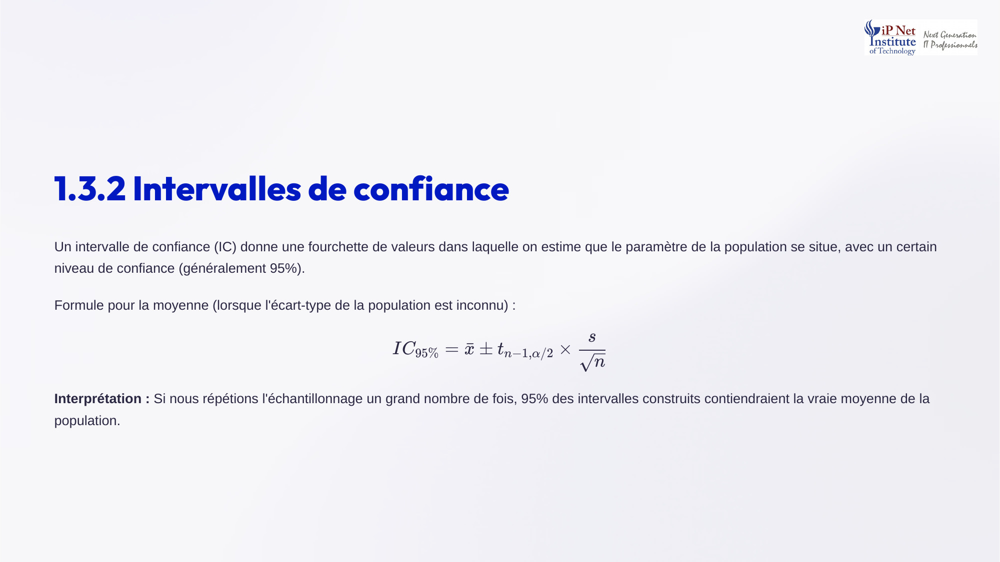 iP Net
Institute
of Technology
Next Generation
IT Professionnels
1.3.2 Intervalles de confiance
Un intervalle de confiance (IC) donne une fourchette de valeurs dans laquelle on estime que le paramètre de la population se situe, avec un certain
niveau de confiance (généralement 95%).
Formule pour la moyenne (lorsque l'écart-type de la population est inconnu) :
$IC_{95\%} = \bar{x} \pm t_{n-1,\alpha/2} \times \frac{s}{\sqrt{n}}$
Interprétation : Si nous répétions l'échantillonnage un grand nombre de fois, 95% des intervalles construits contiendraient la vraie moyenne de la
population.